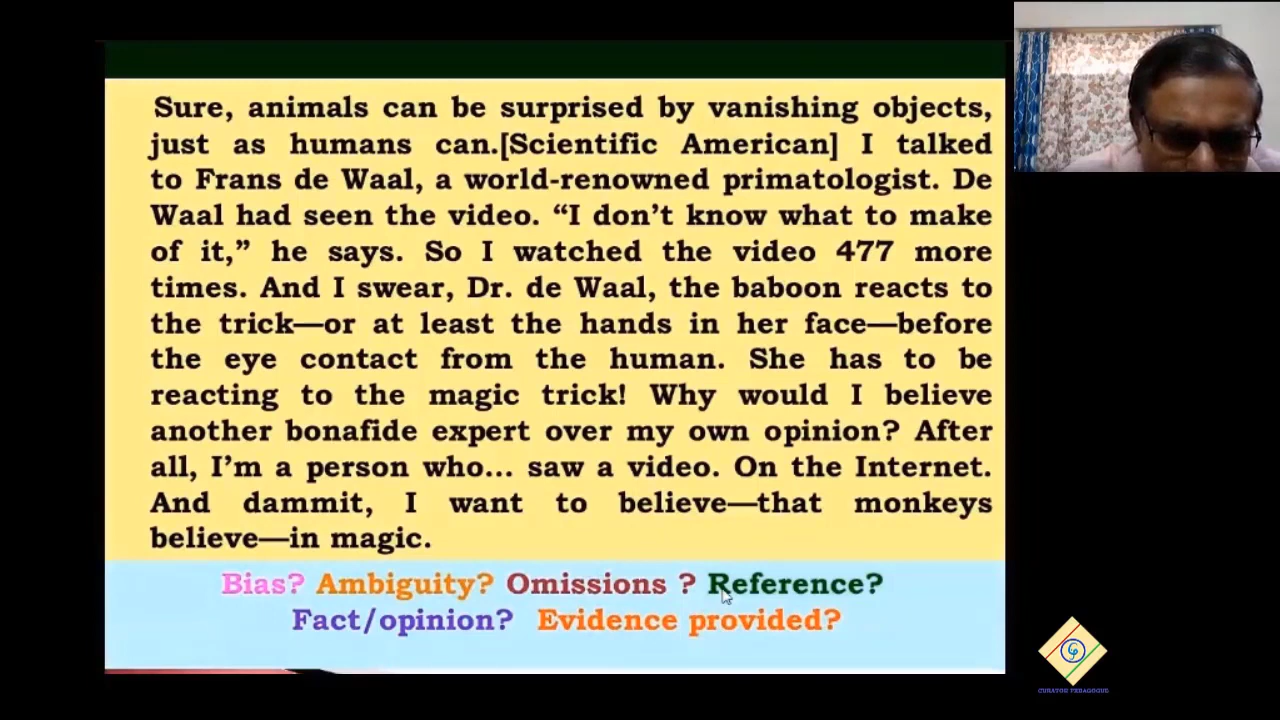 Sure, animals can be surprised by vanishing objects,
just as humans can.[Scientific American] I talked
to Frans de Waal, a world-renowned primatologist. De
Waal had seen the video. “I don’t know what to make
of it,” he says. So I watched the video 477 more
times. And I swear, Dr. de Waal, the baboon reacts to
the trick—or at least the hands in her face—before
the eye contact from the human. She has to be
reacting to the magic trick! Why would I believe
another bonafide expert over my own opinion? After
all, I’m a person who... saw a video. On the Internet.
And dammit, I want to believe—that monkeys
believe—in magic.
Bias? Ambiguity? Omissions ? Reference?
Fact/opinion? Evidence provided?
CURATOR PEDAGOGUE